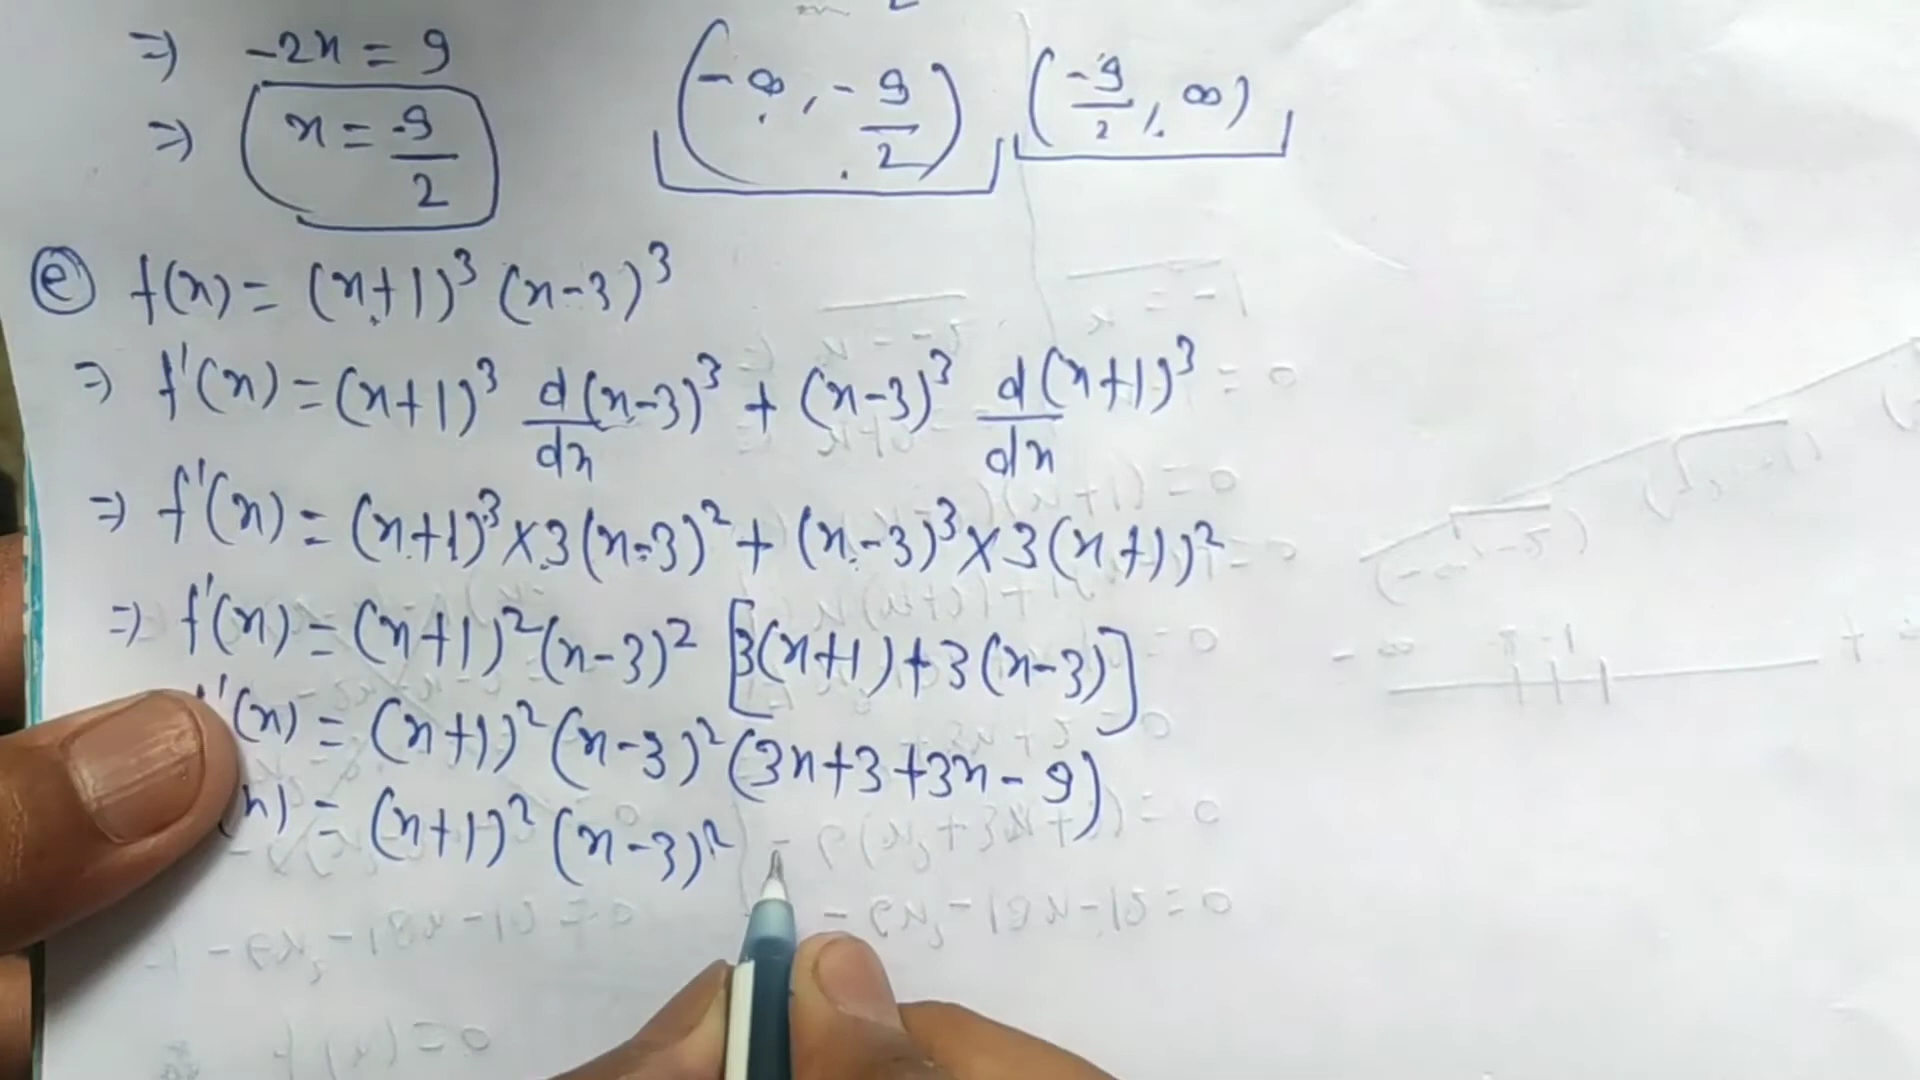 ⇒ -2x = 9
⇒ x = -9/2
(-∞, -9/2) (-9/2, ∞)
(e) f(x) = (x+1)³ (x-3)³
⇒ f'(x) = (x+1)³ d/dx (x-3)³ + (x-3)³ d/dx (x+1)³
⇒ f'(x) = (x+1)³×3(x-3)² + (x-3)³×3(x+1)²
⇒ f'(x) = (x+1)²(x-3)² [3(x+1)+3(x-3)]
'(x) = (x+1)²(x-3)²(3x+3+3x-9)
(x) = (x+1)²(x-3)²